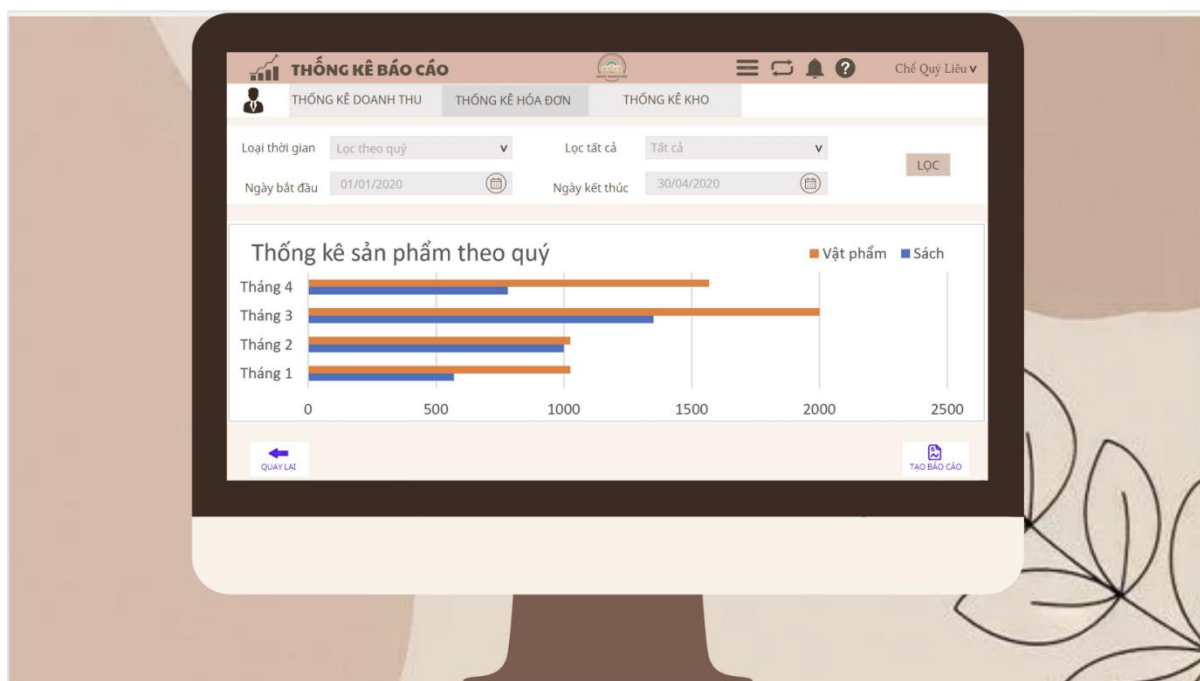 THỐNG KÊ BÁO CÁO
Chế Quý Liêu v
THỐNG KÊ DOANH THU THỐNG KÊ HÓA ĐƠN THỐNG KÊ KHO
Loại thời gian Lọc theo quý v Lọc tất cả Tất cả v
LỌC
Ngày bắt đầu 01/01/2020 Ngày kết thúc 30/04/2020
Thống kê sản phẩm theo quý
Vật phẩm Sách
Tháng 4
Tháng 3
Tháng 2
Tháng 1
0 500 1000 1500 2000 2500
QUAY LẠI
TẠO BÁO CÁO